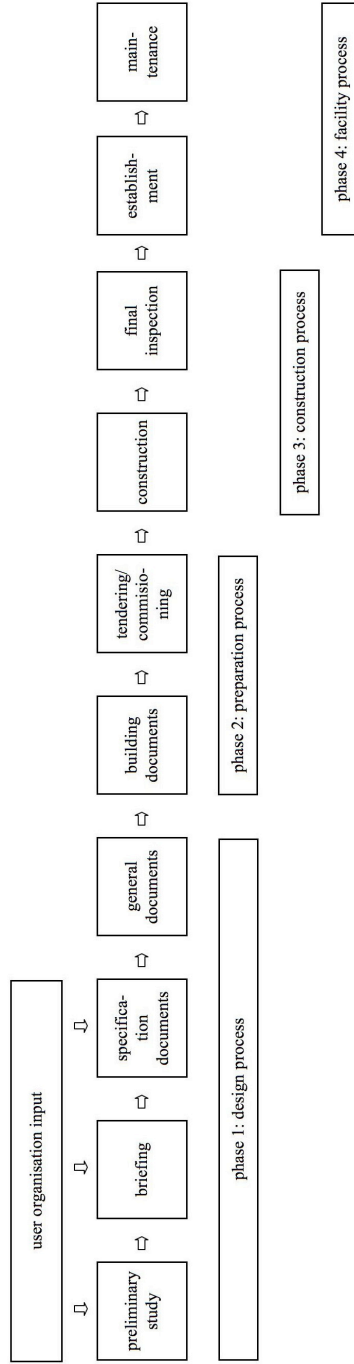 user organisation input
preliminary
study
briefing
specifica-
tion
documents
general
documents
building
documents
tendering/
commisio-
ning
construction
final
inspection
establish-
ment
main-
tenance
phase 1: design process
phase 2: preparation process
phase 3: construction process
phase 4: facility process